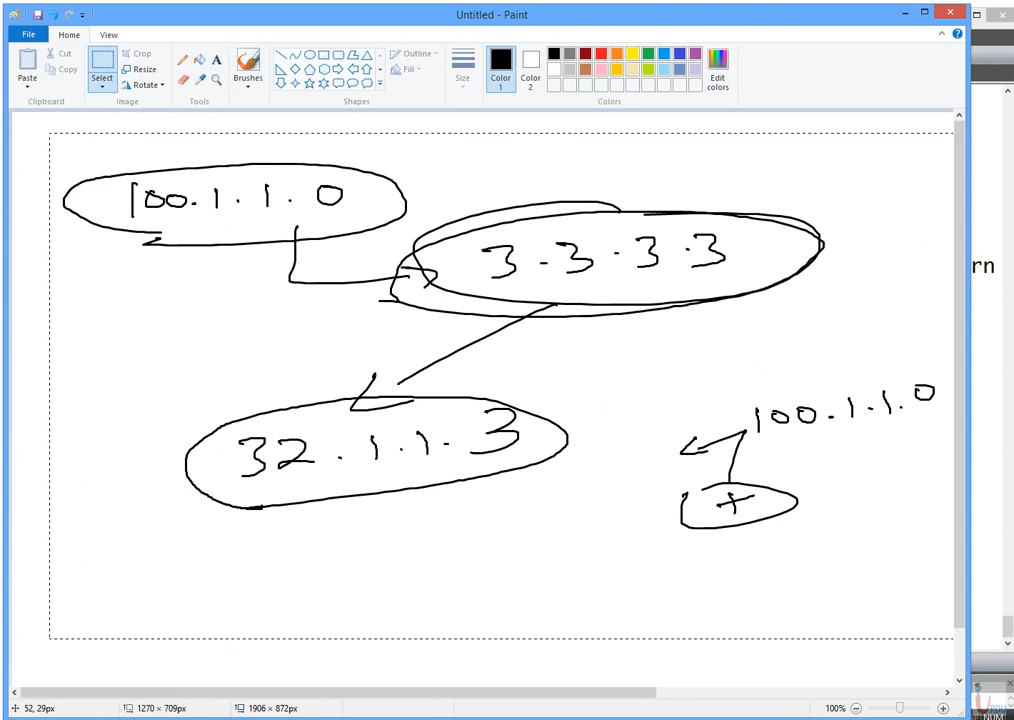 Untitled - Paint
File Home View
Paste
Cut
Copy
Clipboard
Select
Crop
Resize
Rotate
Image
Tools
Brushes
Shapes
Outline
Fill
Size
Color 1
Color 2
Edit colors
Colors
100.1.1.0
3.3.3.3
rn
32.1.1.3
100.1.1.0
+
52, 29px
1270 × 709px
1906 × 872px
100%
URDU
NUM